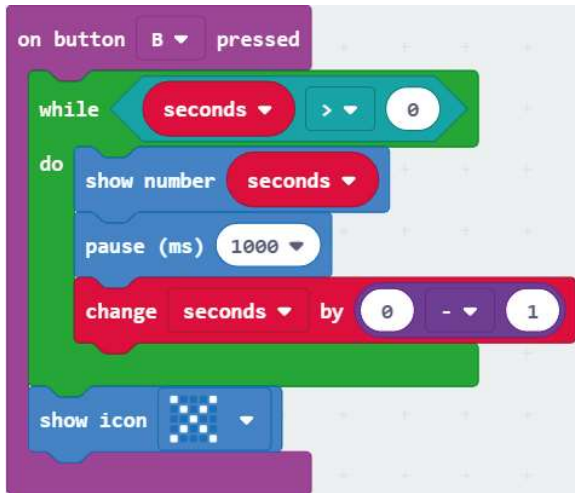 on button B pressed
while seconds > 0
do
show number seconds
pause (ms) 1000
change seconds by 0 - 1
show icon